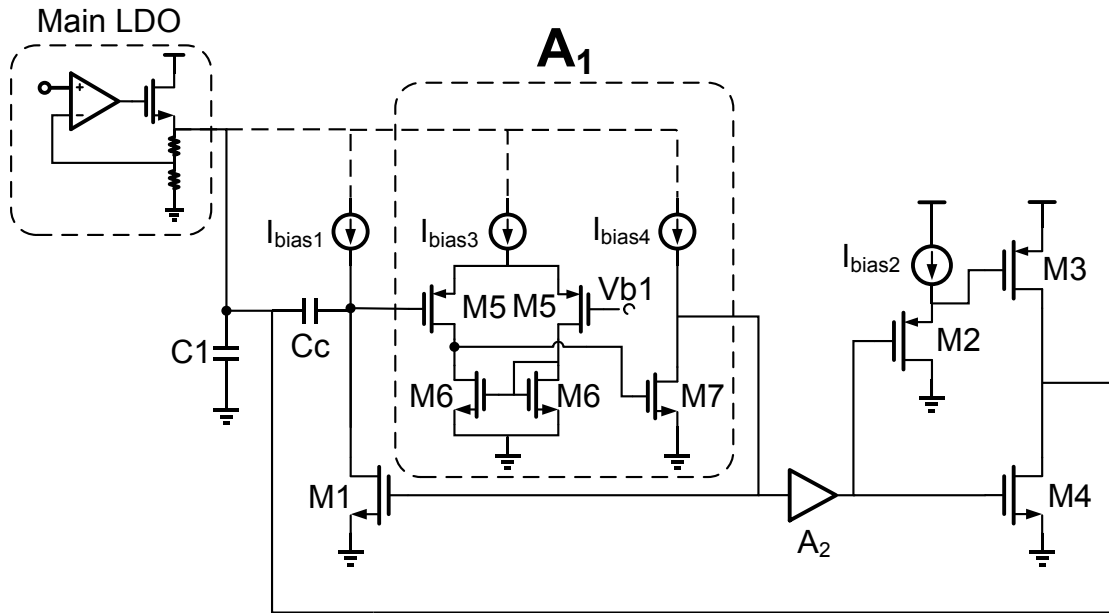 Main LDO
A1
+
-
Ibias1
Ibias3
Ibias4
Ibias2
M3
M5
M5
Vb1
M2
C1
Cc
M6
M6
M7
M1
M4
A2